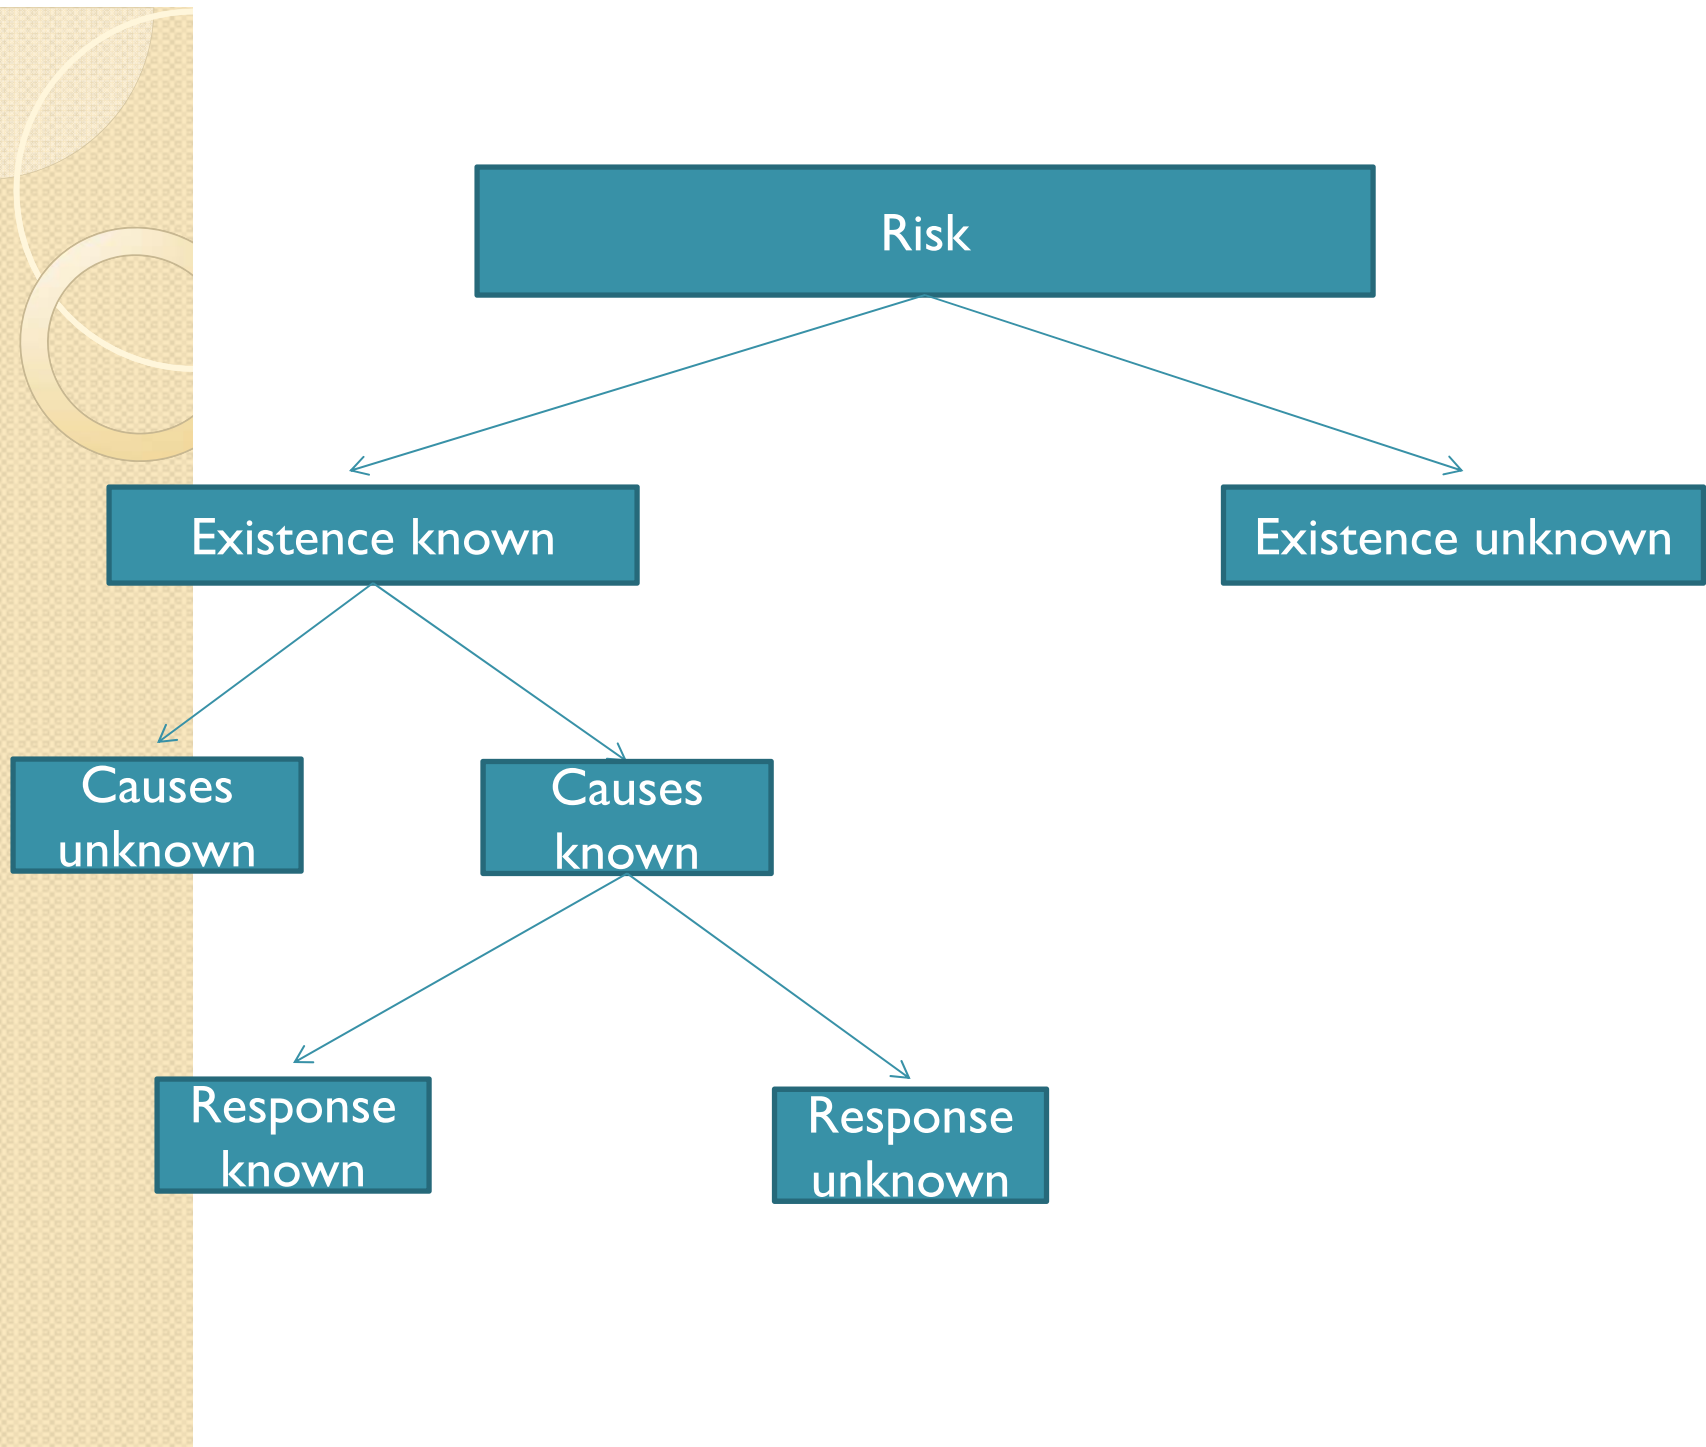 Risk
Existence known
Existence unknown
Causes
unknown
Causes
known
Response
known
Response
unknown